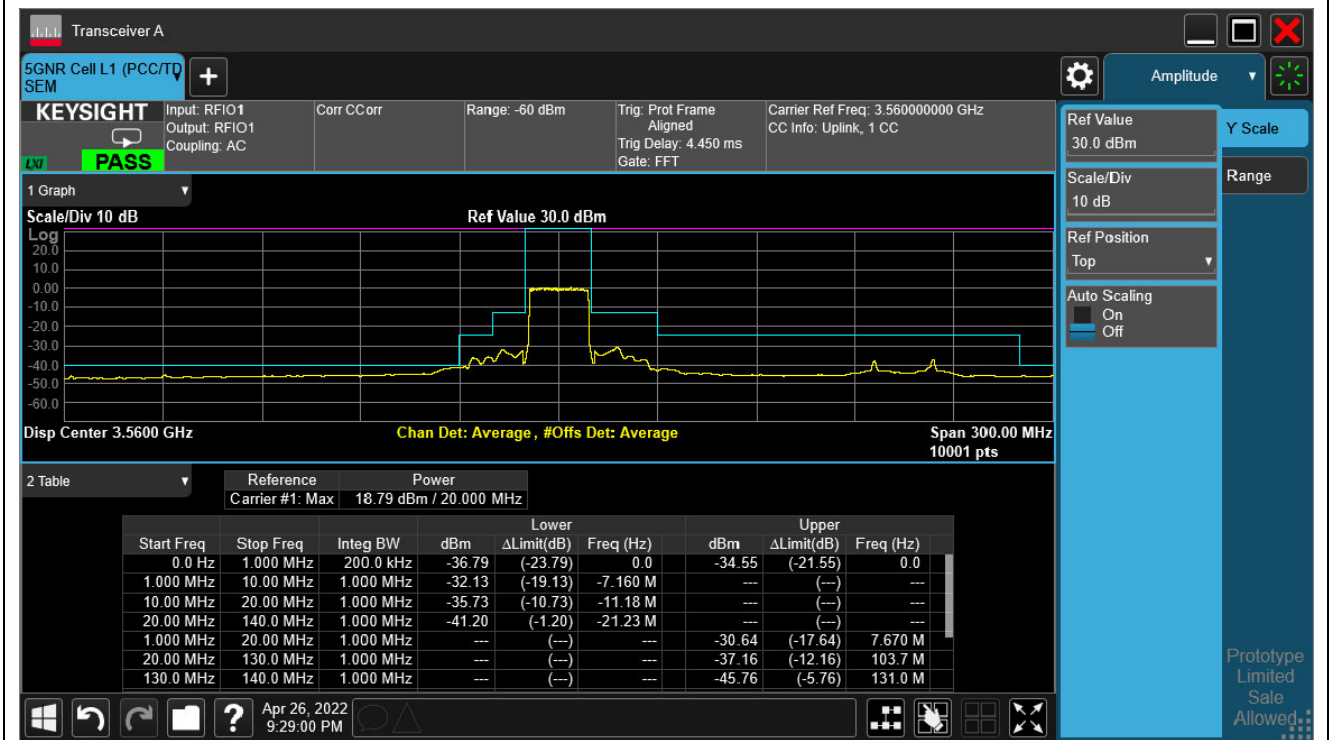 Transceiver A
5GNR Cell L1 (PCC/TD
SEM
+
Amplitude
KEYSIGHT
LXI
PASS
Input: RFIO1
Output: RFIO1
Coupling: AC
Corr CCorr
Range: -60 dBm
Trig: Prot Frame
Aligned
Trig Delay: 4.450 ms
Gate: FFT
Carrier Ref Freq: 3.560000000 GHz
CC Info: Uplink, 1 CC
Ref Value
30.0 dBm
Scale/Div
10 dB
Ref Position
Top
Auto Scaling
On
Off
Y Scale
Range
1 Graph
Scale/Div 10 dB
Ref Value 30.0 dBm
Log
20.0
10.0
0.00
-10.0
-20.0
-30.0
-40.0
-50.0
-60.0
Disp Center 3.5600 GHz
Chan Det: Average , #Offs Det: Average
Span 300.00 MHz
10001 pts
2 Table
Reference Power
Carrier #1: Max 18.79 dBm / 20.000 MHz
Lower Upper
Start Freq Stop Freq Integ BW dBm ΔLimit(dB) Freq (Hz) dBm ΔLimit(dB) Freq (Hz)
0.0 Hz 1.000 MHz 200.0 kHz -36.79 (-23.79) 0.0 -34.55 (-21.55) 0.0
1.000 MHz 10.00 MHz 1.000 MHz -32.13 (-19.13) -7.160 M --- (---) ---
10.00 MHz 20.00 MHz 1.000 MHz -35.73 (-10.73) -11.18 M --- (---) ---
20.00 MHz 140.0 MHz 1.000 MHz -41.20 (-1.20) -21.23 M --- (---) ---
1.000 MHz 20.00 MHz 1.000 MHz --- (---) --- -30.64 (-17.64) 7.670 M
20.00 MHz 130.0 MHz 1.000 MHz --- (---) --- -37.16 (-12.16) 103.7 M
130.0 MHz 140.0 MHz 1.000 MHz --- (---) --- -45.76 (-5.76) 131.0 M
?
Apr 26, 2022
9:29:00 PM
Prototype
Limited
Sale
Allowed